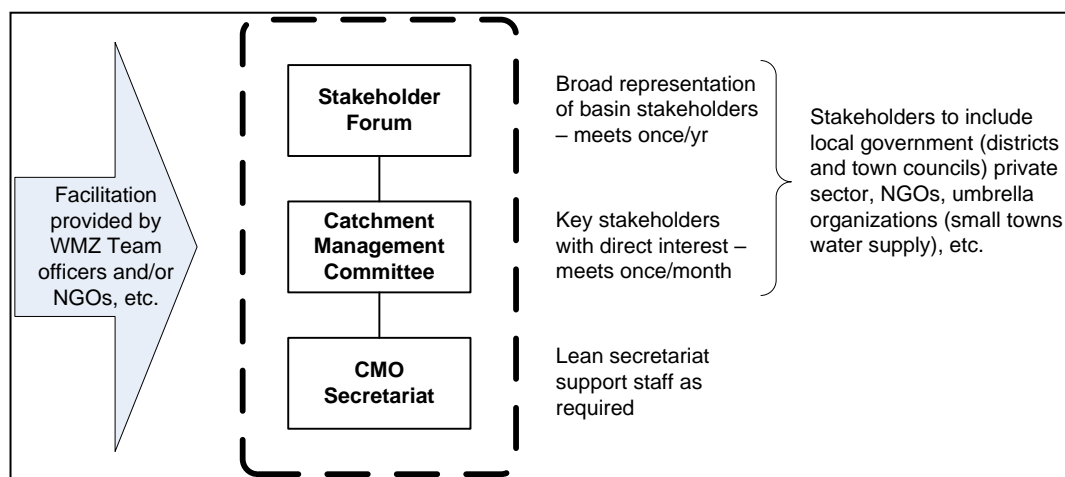 Facilitation
provided by
WMZ Team
officers and/or
NGOs, etc.
Stakeholder
Forum
Catchment
Management
Committee
CMO
Secretariat
Broad representation
of basin stakeholders
– meets once/yr
Key stakeholders
with direct interest –
meets once/month
Lean secretariat
support staff as
required
Stakeholders to include
local government (districts
and town councils) private
sector, NGOs, umbrella
organizations (small towns
water supply), etc.